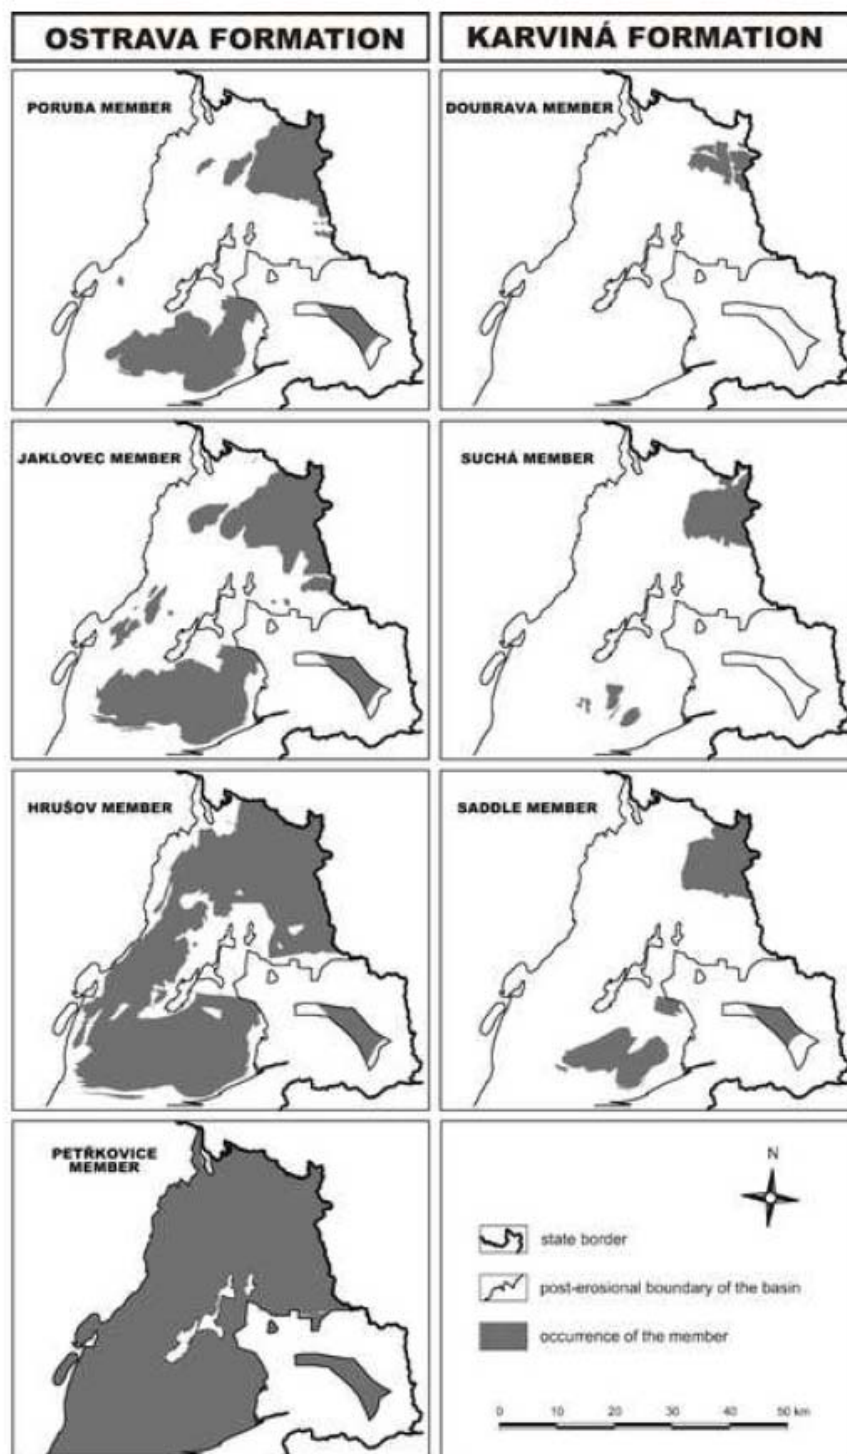 OSTRAVA FORMATION
KARVINÁ FORMATION
PORUBA MEMBER
DOUBRAVA MEMBER
JAKLOVEC MEMBER
SUCHÁ MEMBER
HRUŠOV MEMBER
SADDLE MEMBER
PETŘKOVICE
MEMBER
N
state border
post-erosional boundary of the basin
occurrence of the member
0 10 20 30 40 50 km